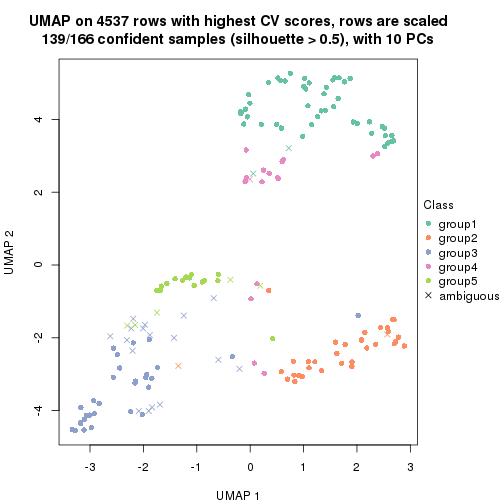 UMAP on 4537 rows with highest CV scores, rows are scaled
139/166 confident samples (silhouette > 0.5), with 10 PCs
4
2
0
-2
-4
UMAP 2
-3
-2
-1
0
1
2
3
UMAP 1
Class
group1
group2
group3
group4
group5
ambiguous